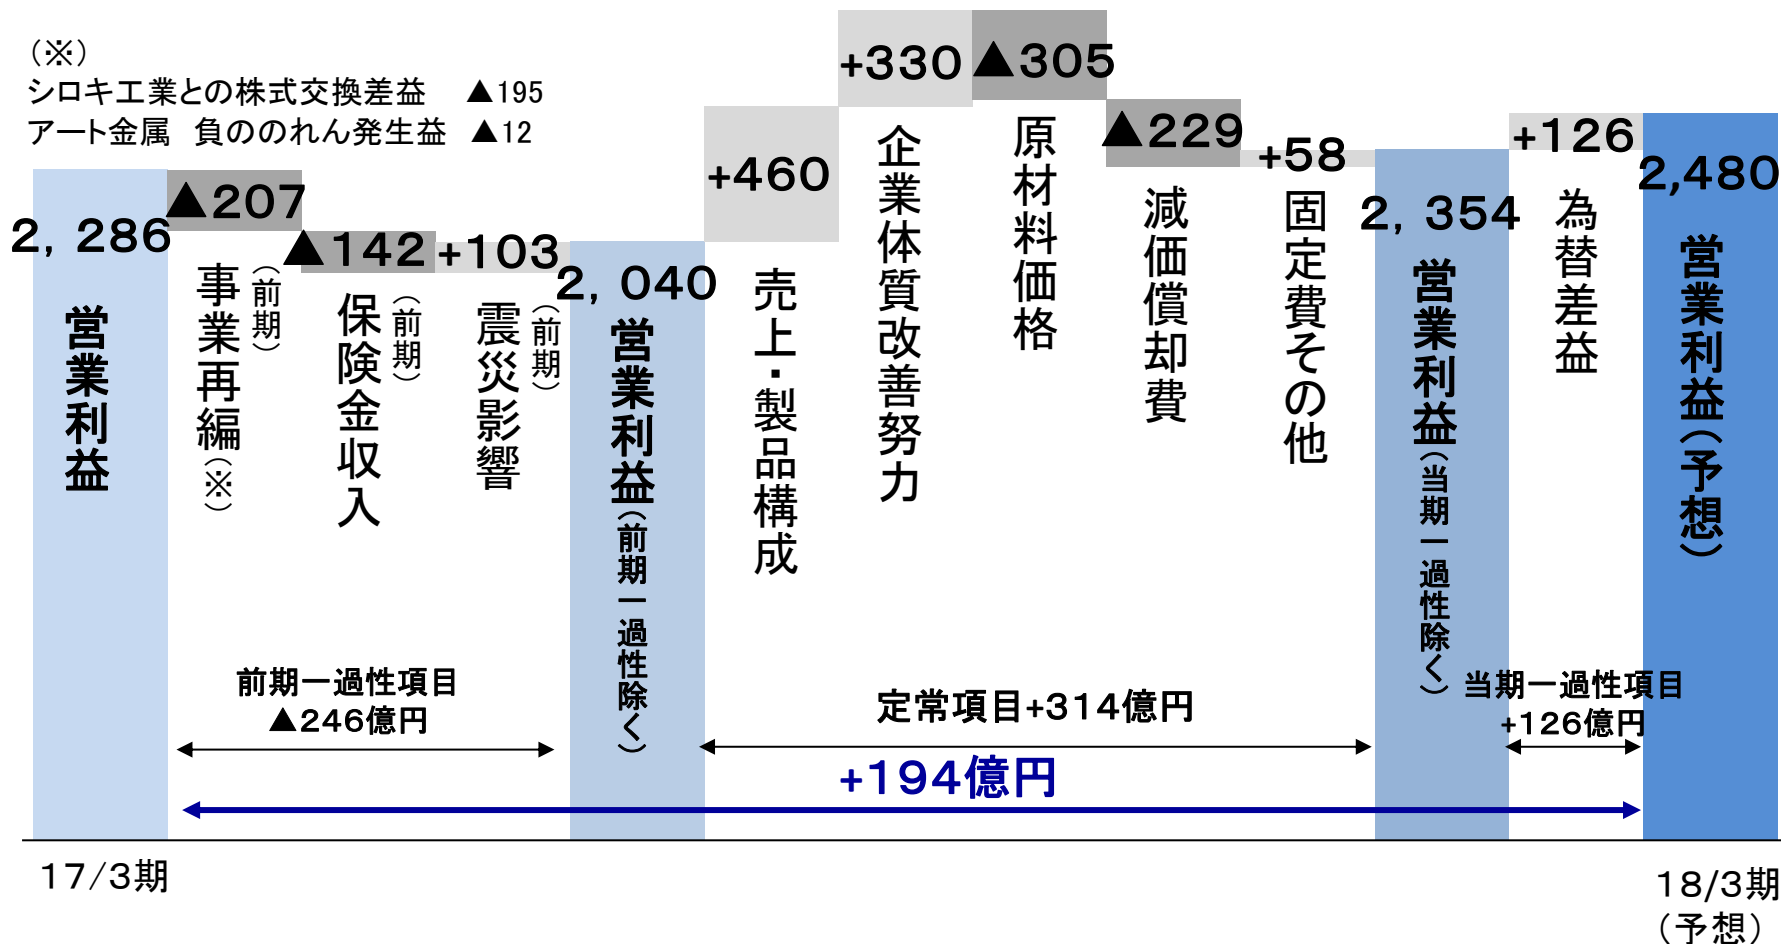 （※）
シロキ工業との株式交換差益 ▲195
アート金属 負ののれん発生益 ▲12
2，286
営業利益
▲207
事業再編（※）
（前期）
▲142
保険金収入
（前期）
+103
震災影響
（前期）
2，040
営業利益（前期一過性除く）
+460
売上・製品構成
+330
企業体質改善努力
▲305
原材料価格
▲229
減価償却費
+58
固定費その他
2，354
営業利益（当期一過性除く）
+126
為替差益
2,480
営業利益（予想）
前期一過性項目
▲246億円
定常項目+314億円
当期一過性項目
+126億円
+194億円
17/3期
18/3期
（予想）